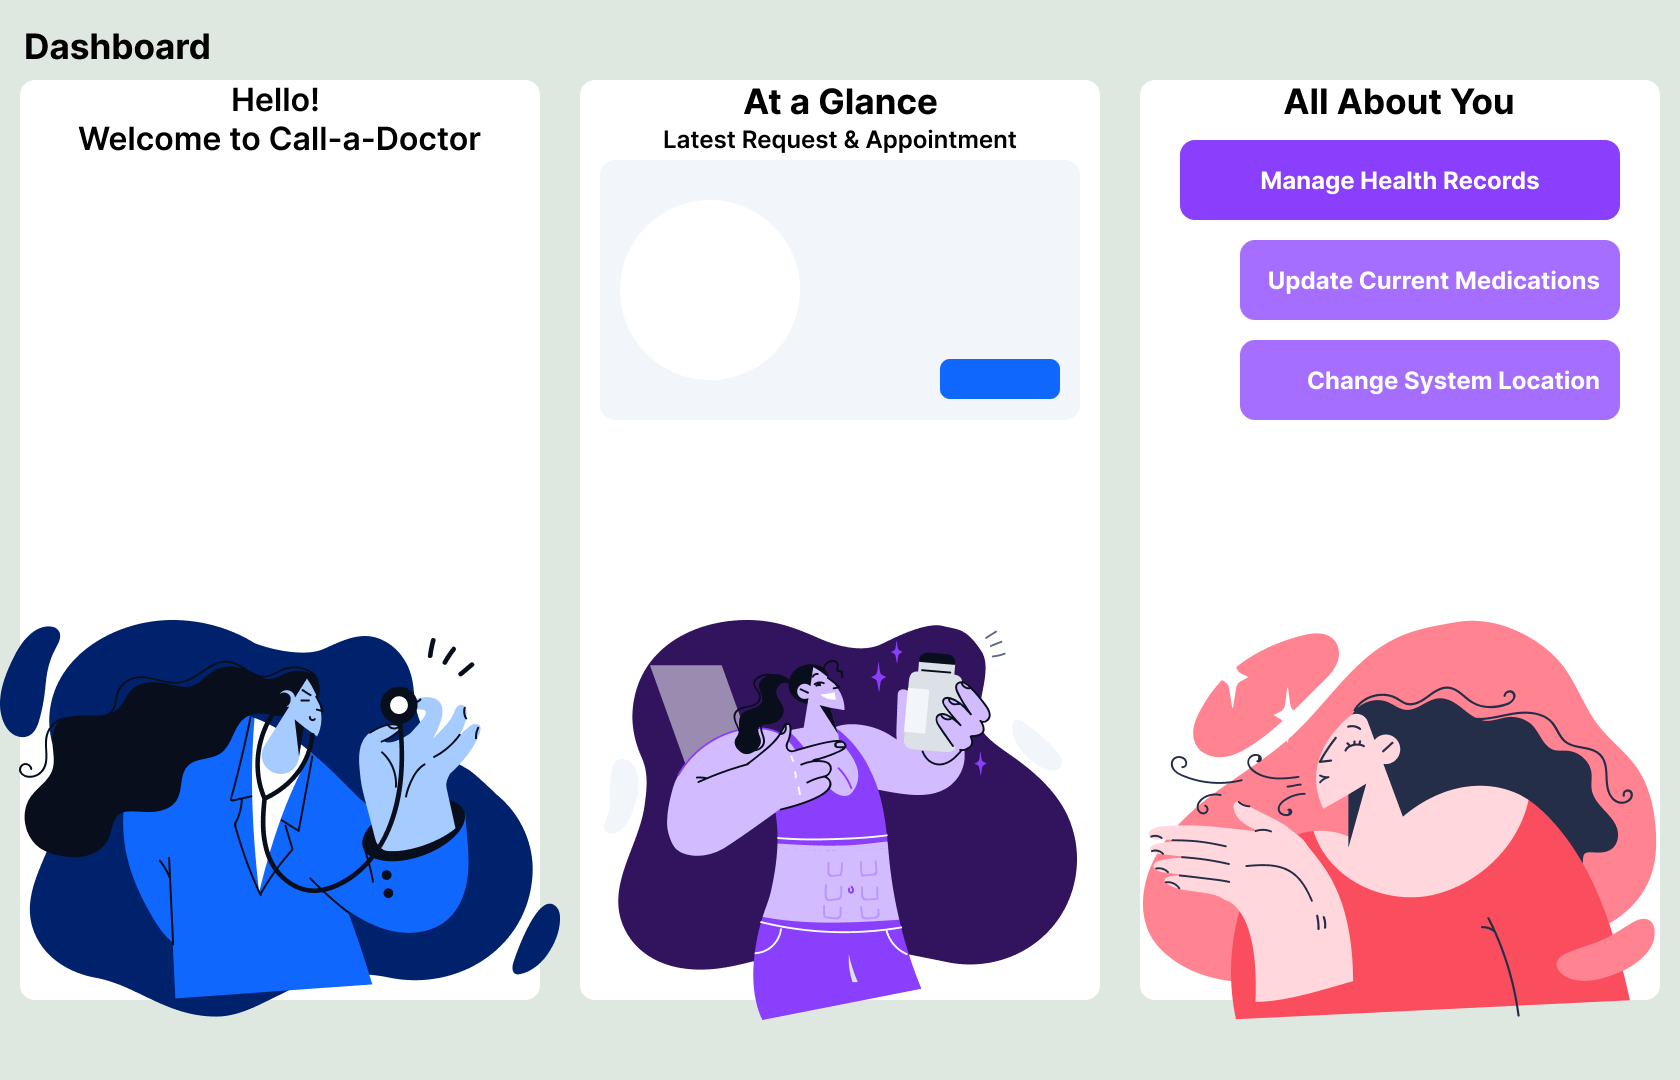 Dashboard
Hello!
Welcome to Call-a-Doctor
At a Glance
Latest Request & Appointment
All About You
Manage Health Records
Update Current Medications
Change System Location